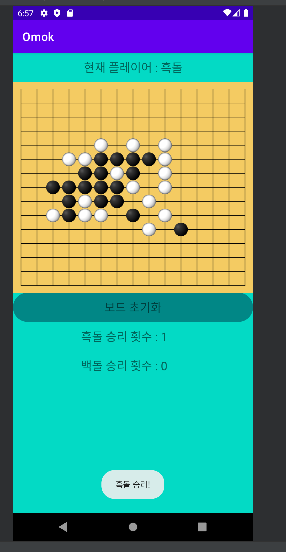 6:57
Omok
현재 플레이어 : 흑돌
보드 초기화
흑돌 승리 횟수 : 1
백돌 승리 횟수 : 0
흑돌 승리!